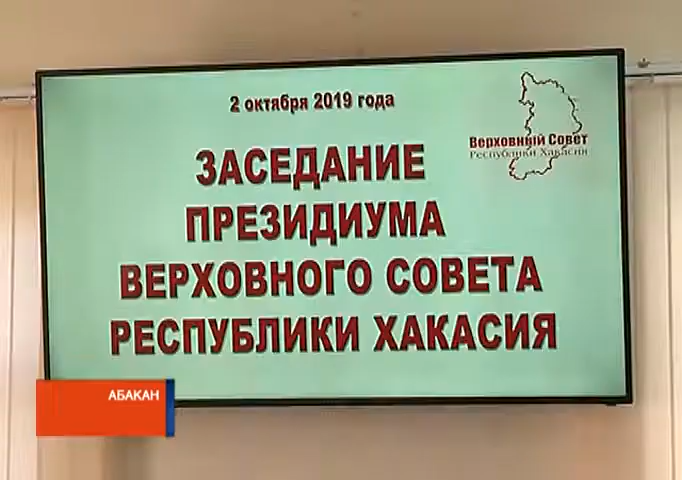 2 октября 2019 года
Верховный Совет
Республики Хакасия
ЗАСЕДАНИЕ
ПРЕЗИДИУМА
ВЕРХОВНОГО СОВЕТА
РЕСПУБЛИКИ ХАКАСИЯ
АБАКАН